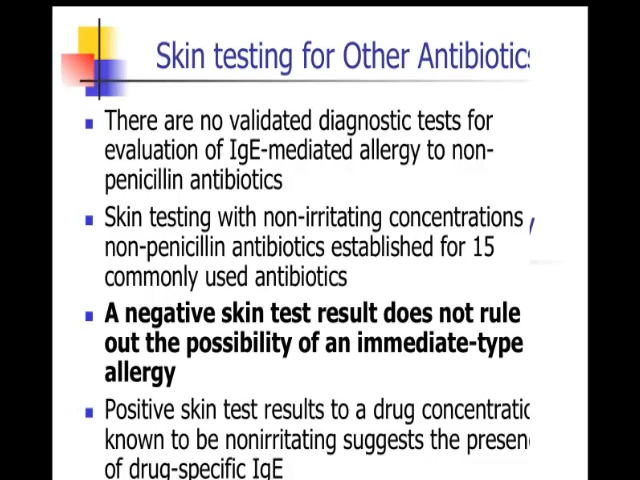 Skin testing for Other Antibiotics
There are no validated diagnostic tests for
evaluation of IgE-mediated allergy to non-
penicillin antibiotics
Skin testing with non-irritating concentrations
non-penicillin antibiotics established for 15
commonly used antibiotics
A negative skin test result does not rule
out the possibility of an immediate-type
allergy
Positive skin test results to a drug concentratio
known to be nonirritating suggests the presen
of drug-specific IgE